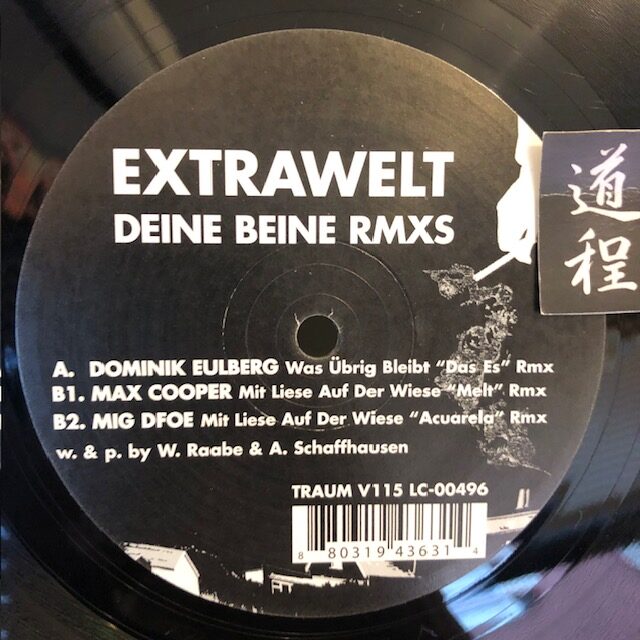 EXTRAWELT
DEINE BEINE RMXS
A. DOMINIK EULBERG Was Übrig Bleibt "Das Es" Rmx
B1. MAX COOPER Mit Liese Auf Der Wiese "Melt" Rmx
B2. MIG DFOE Mit Liese Auf Der Wiese "Acuarela" Rmx
w. & p. by W. Raabe & A. Schaffhausen
TRAUM V115 LC-00496
8 80319 43631 4
道程